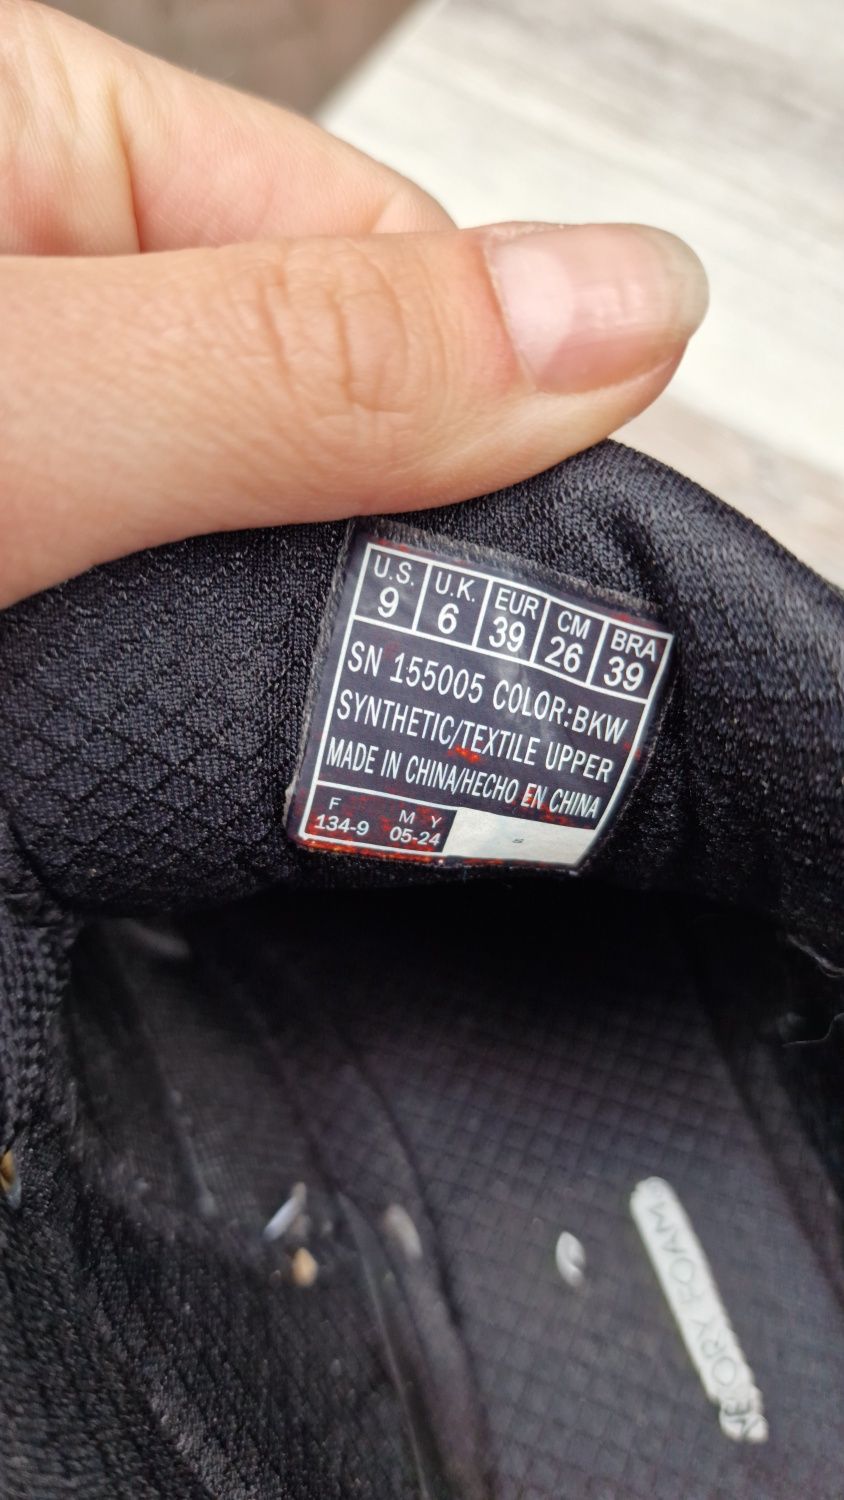 U.S. U.K. EUR CM BRA
9 6 39 26 39
SN 155005 COLOR:BKW
SYNTHETIC/TEXTILE UPPER
MADE IN CHINA/HECHO EN CHINA
F M Y
134-9 05-24
FOAM